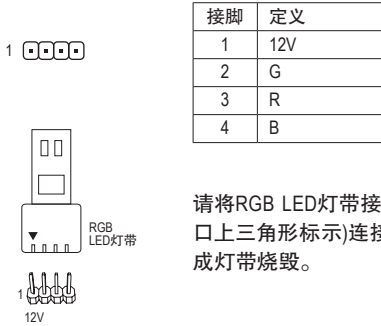 接脚 定义
1 12V
2 G
3 R
4 B
1
RGB
LED灯带
1
12V
请将RGB LED灯带接
口上三角形标示)连接
成灯带烧毁。